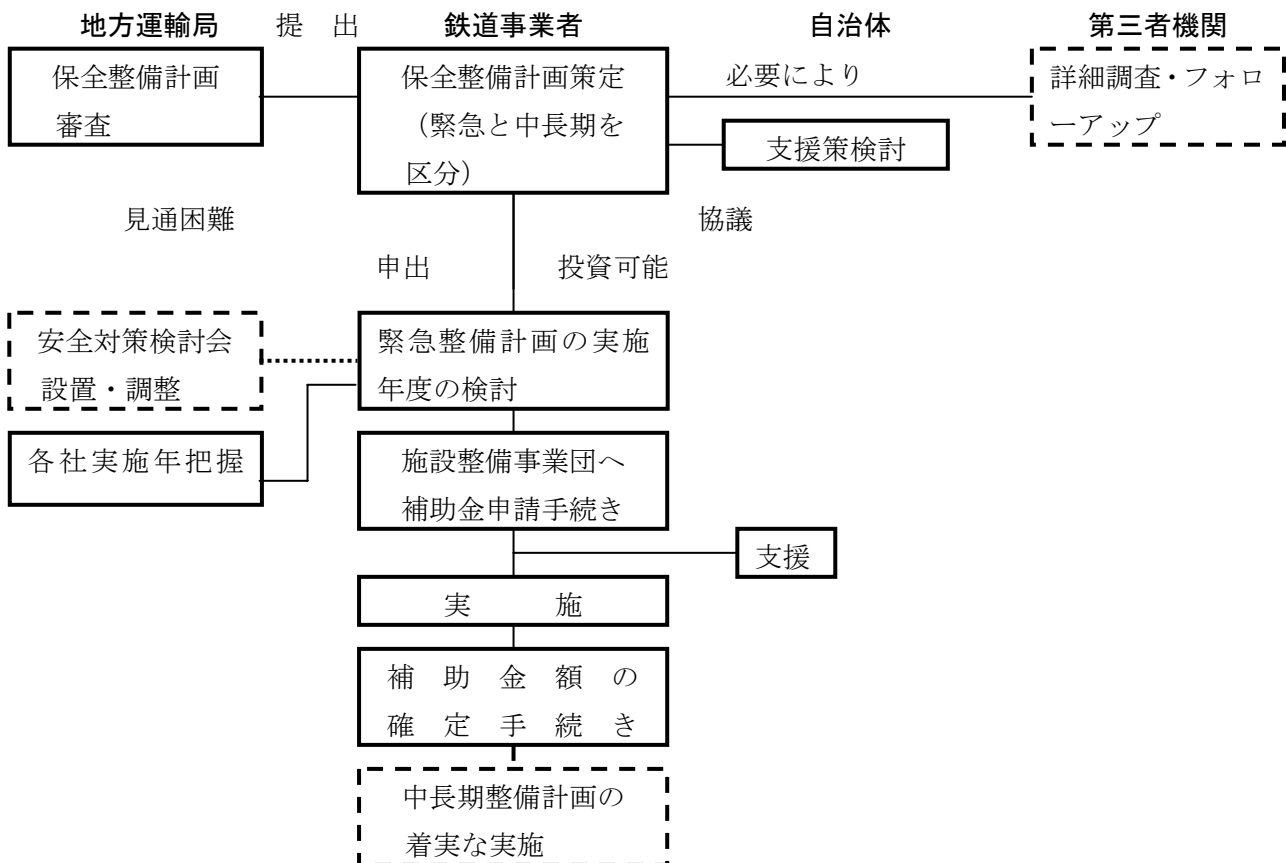 地方運輸局 提 出 鉄道事業者 自治体 第三者機関
保全整備計画
審査
保全整備計画策定
(緊急と中長期を
区分)
必要により
詳細調査・フォロ
ーアップ
支援策検討
見通困難
協議
申出
投資可能
安全対策検討会
設置・調整
緊急整備計画の実施
年度の検討
各社実施年把握
施設整備事業団へ
補助金申請手続き
支援
実 施
補 助 金 額 の
確 定 手 続 き
中長期整備計画の
着実な実施